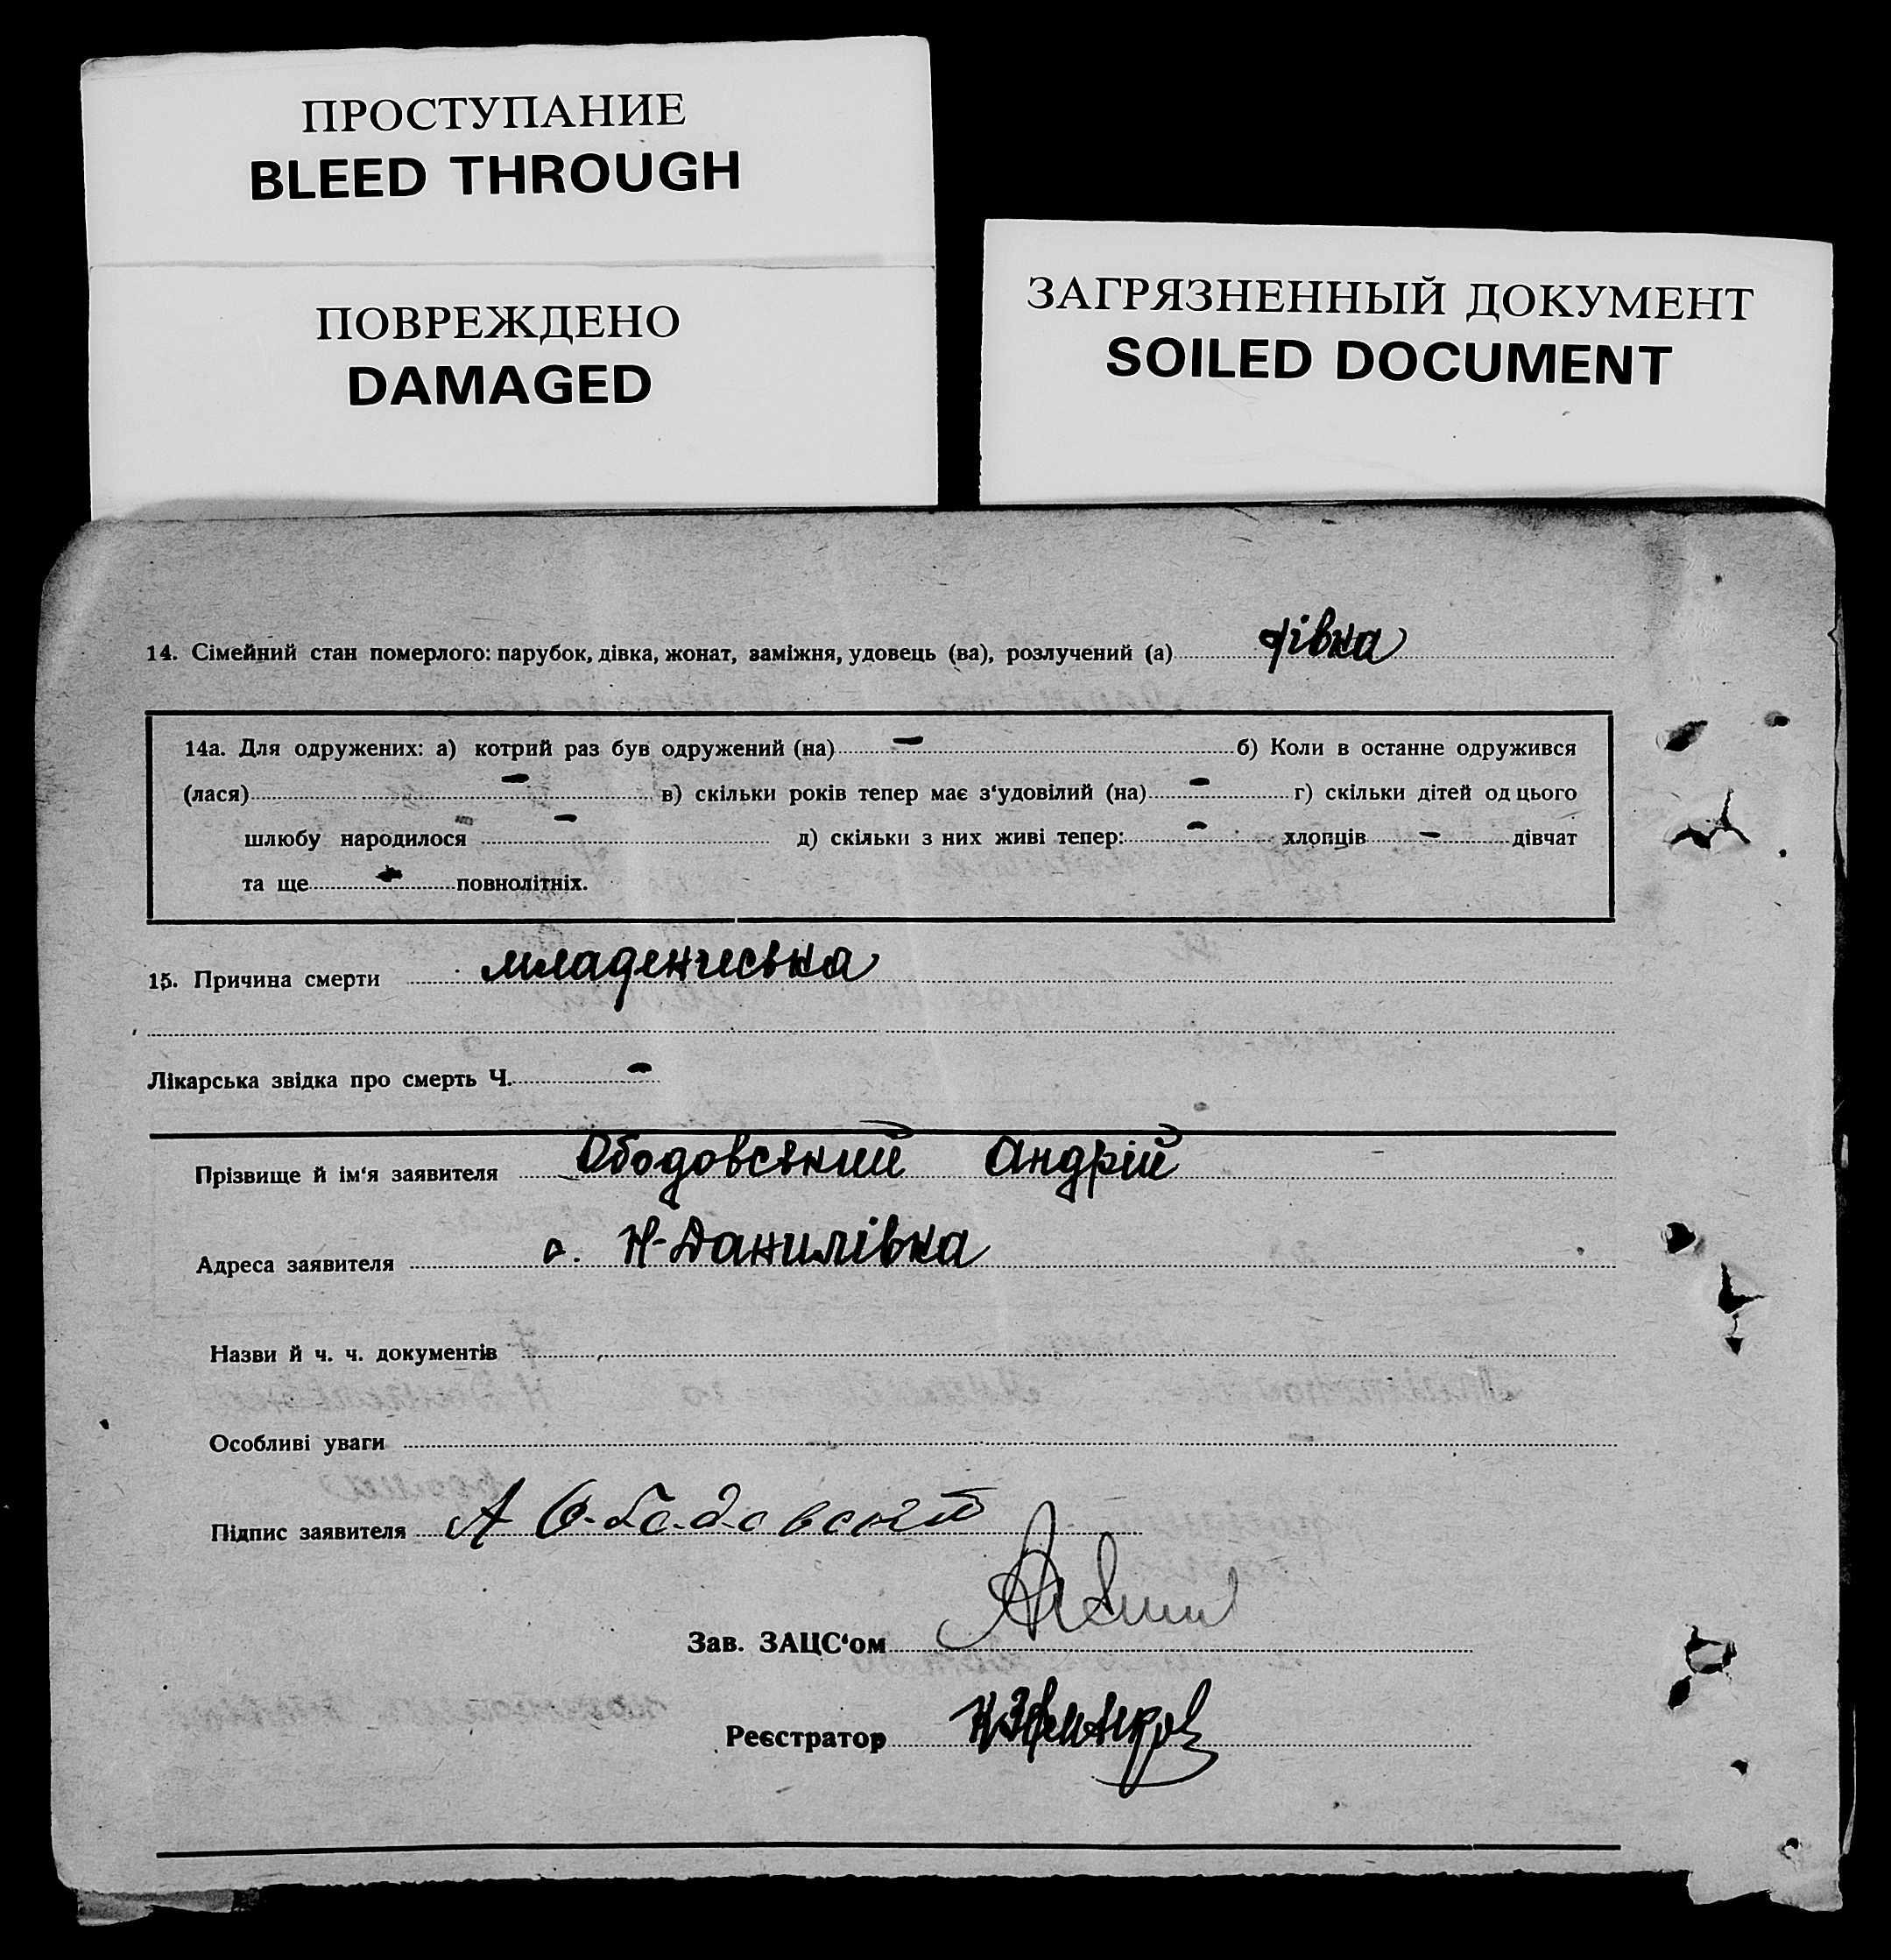 ПРОСТУПАНИЕ
BLEED THROUGH
ПОВРЕЖДЕНО
DAMAGED
ЗАГРЯЗНЕННЫЙ ДОКУМЕНТ
SOILED DOCUMENT
14. Сімейний стан померлого: парубок, дівка, жонат, заміжня, удовець (ва), розлучений (а) дівка
14а. Для одружених: а) котрий раз був одружений (на) – б) Коли в останне одружився
(лася) – в) скільки років тепер має з‘удовілий (на) – г) скільки дітей од цього
шлюбу народилося – д) скільки з них живі тепер: – хлопців – дівчат
та ще – повнолітніх.
15. Причина смерти младенчеська
Лікарська звідка про смерть Ч. –
Прізвище й ім‘я заявителя Ободовський Андрій
Адреса заявителя с. Н-Данилівка
Назви й ч. ч. документів
Особливі уваги
Підпис заявителя А Ободовский
Зав. ЗАЦС‘ом
Реєстратор